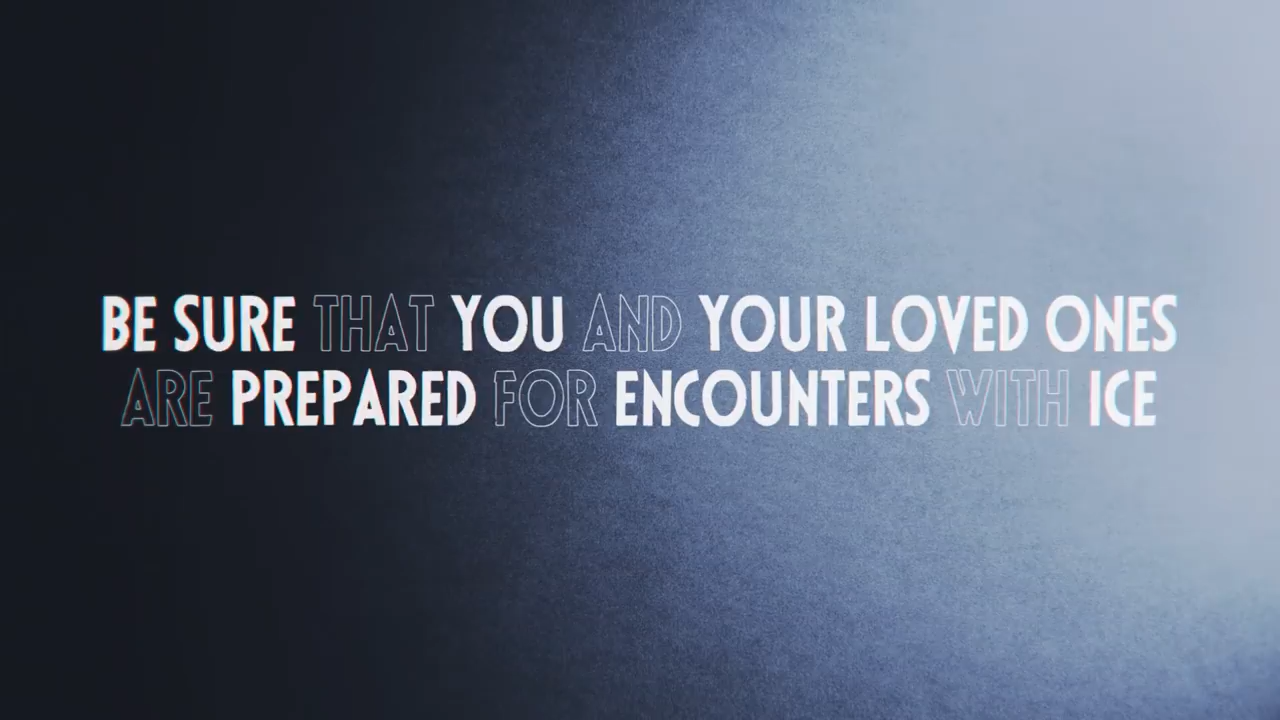 BE SURE THAT YOU AND YOUR LOVED ONES
ARE PREPARED FOR ENCOUNTERS WITH ICE